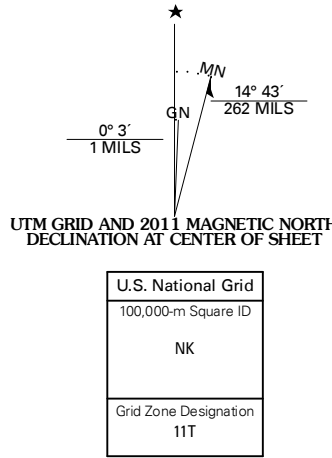 ★
MN
GN
14° 43´
262 MILS
0° 3´
1 MILS
UTM GRID AND 2011 MAGNETIC NORTH
DECLINATION AT CENTER OF SHEET
U.S. National Grid
100,000-m Square ID
NK
Grid Zone Designation
11T